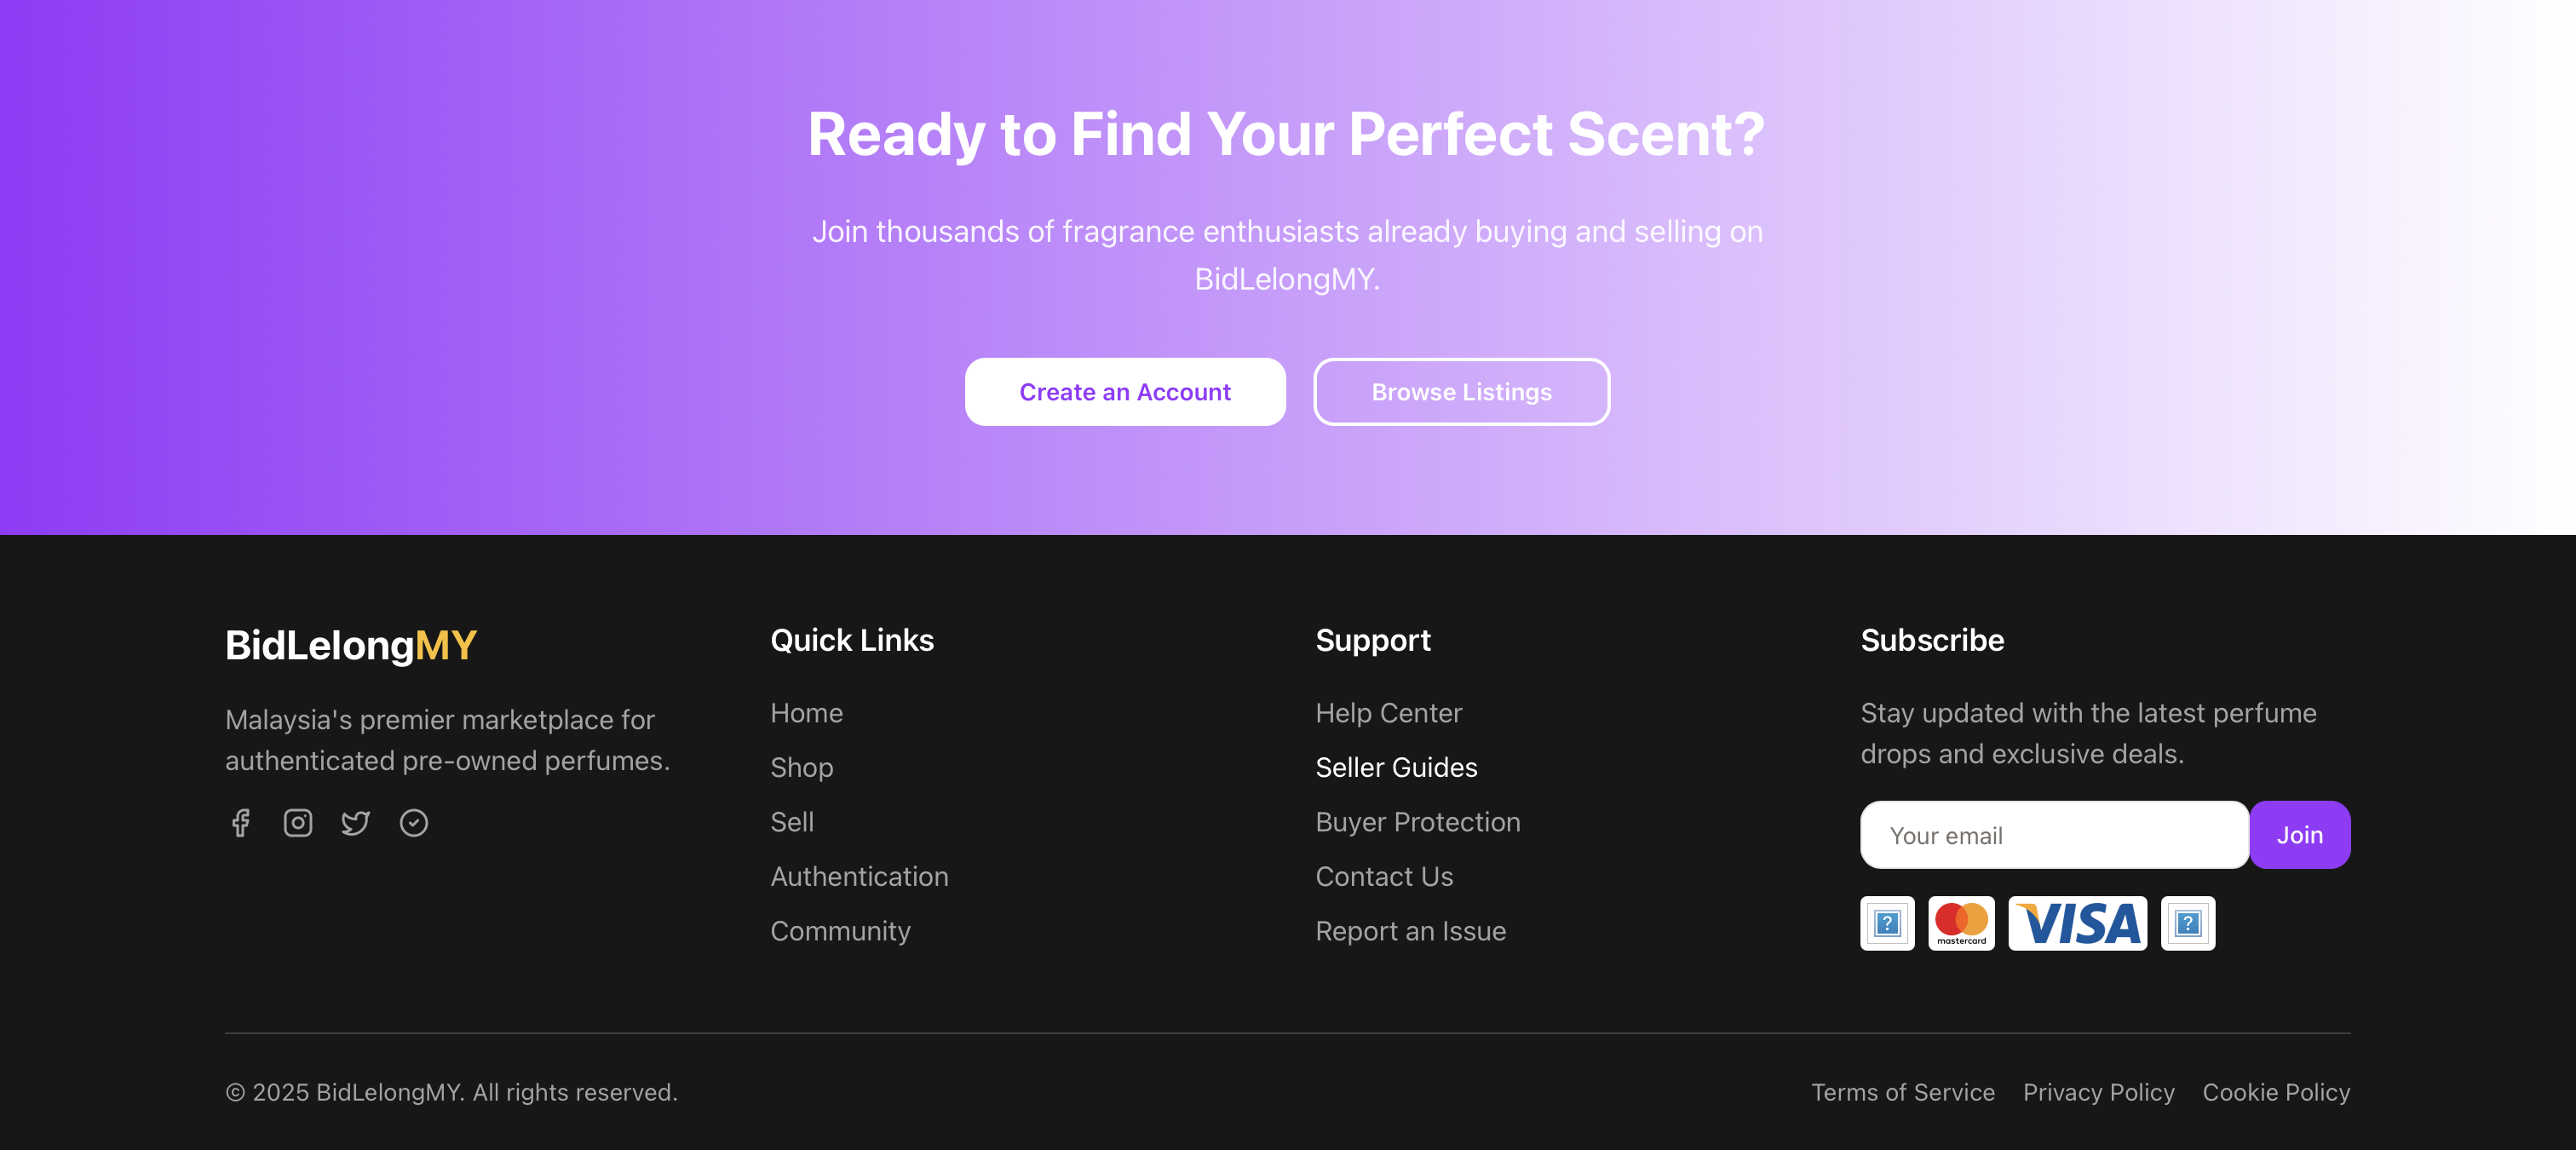 Ready to Find Your Perfect Scent?
Join thousands of fragrance enthusiasts already buying and selling on
BidLelongMY.
Create an Account
Browse Listings
BidLelongMY
Malaysia's premier marketplace for
authenticated pre-owned perfumes.
Quick Links
Home
Shop
Sell
Authentication
Community
Support
Help Center
Seller Guides
Buyer Protection
Contact Us
Report an Issue
Subscribe
Stay updated with the latest perfume
drops and exclusive deals.
Your email
Join
?
mastercard
VISA
?
© 2025 BidLelongMY. All rights reserved.
Terms of Service
Privacy Policy
Cookie Policy